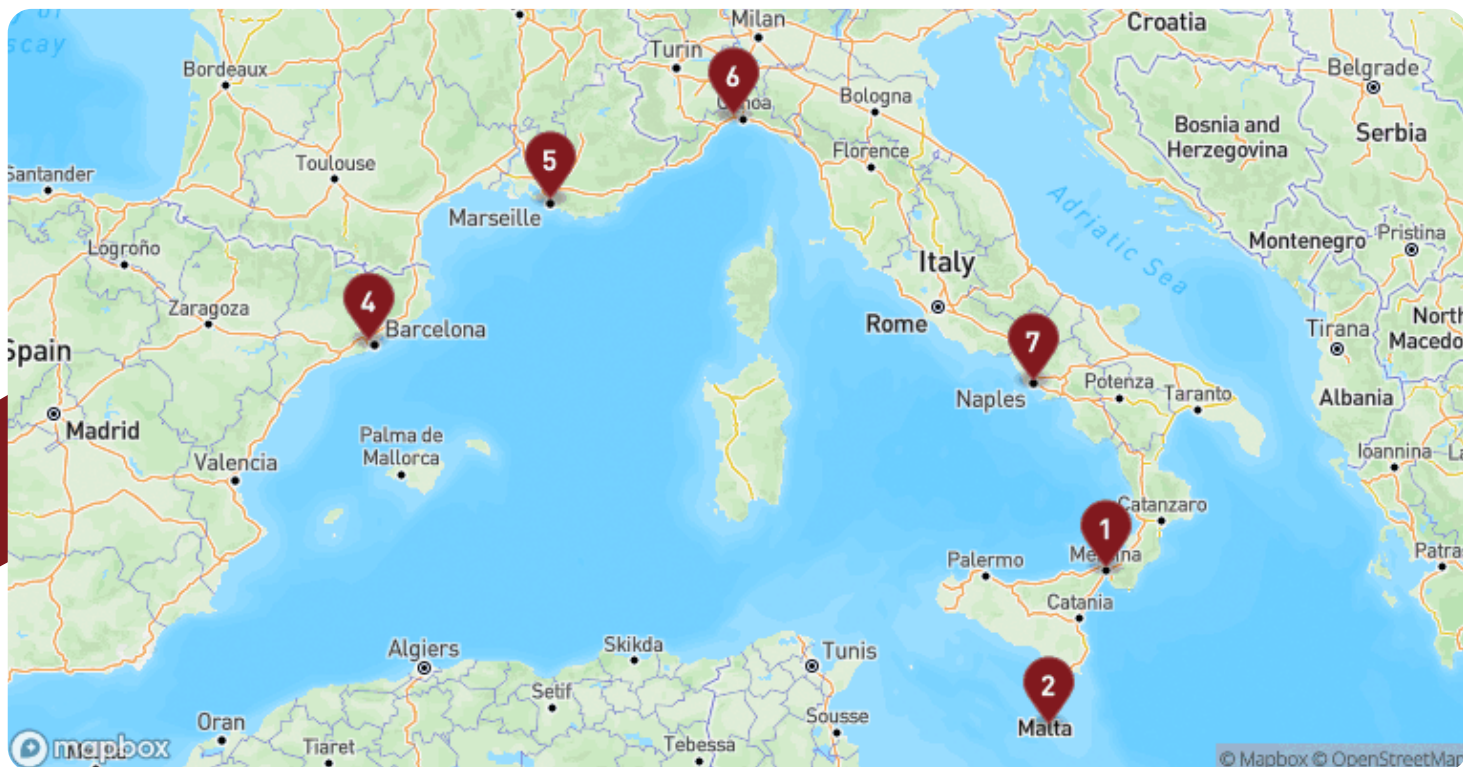 Milan
Croatia
Turin
6
Bordeaux
Belgrade
Bologna
Bosnia and
Herzegovina
Serbia
5
Florence
Toulouse
Santander
Marseille
Adriatic Sea
Montenegro
Pristina
Logroño
Italy
4
Zaragoza
Barcelona
Rome
7
Tirana
North
Macedo
Spain
Naples
Potenza
Taranto
Albania
Madrid
Palma de
Mallorca
Valencia
Ioannina
La
1
Catanzaro
Palermo
Patra
Catania
Algiers
Skikda
Tunis
2
Setif
Malta
Oran
Sousse
Tiaret
Tebessa
mapbox
© Mapbox © OpenStreetMap